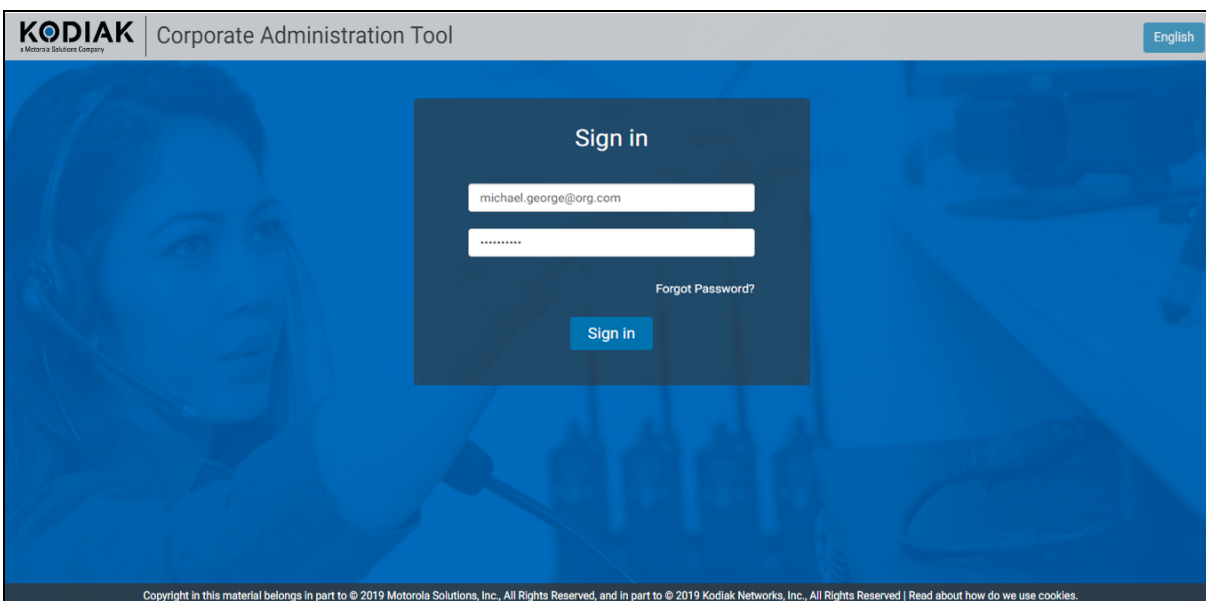 KODIAK
a Motorola Solutions Company
Corporate Administration Tool
English
Sign in
michael.george@org.com
••••••••••
Forgot Password?
Sign in
Copyright in this material belongs in part to © 2019 Motorola Solutions, Inc., All Rights Reserved, and in part to © 2019 Kodiak Networks, Inc., All Rights Reserved | Read about how do we use cookies.